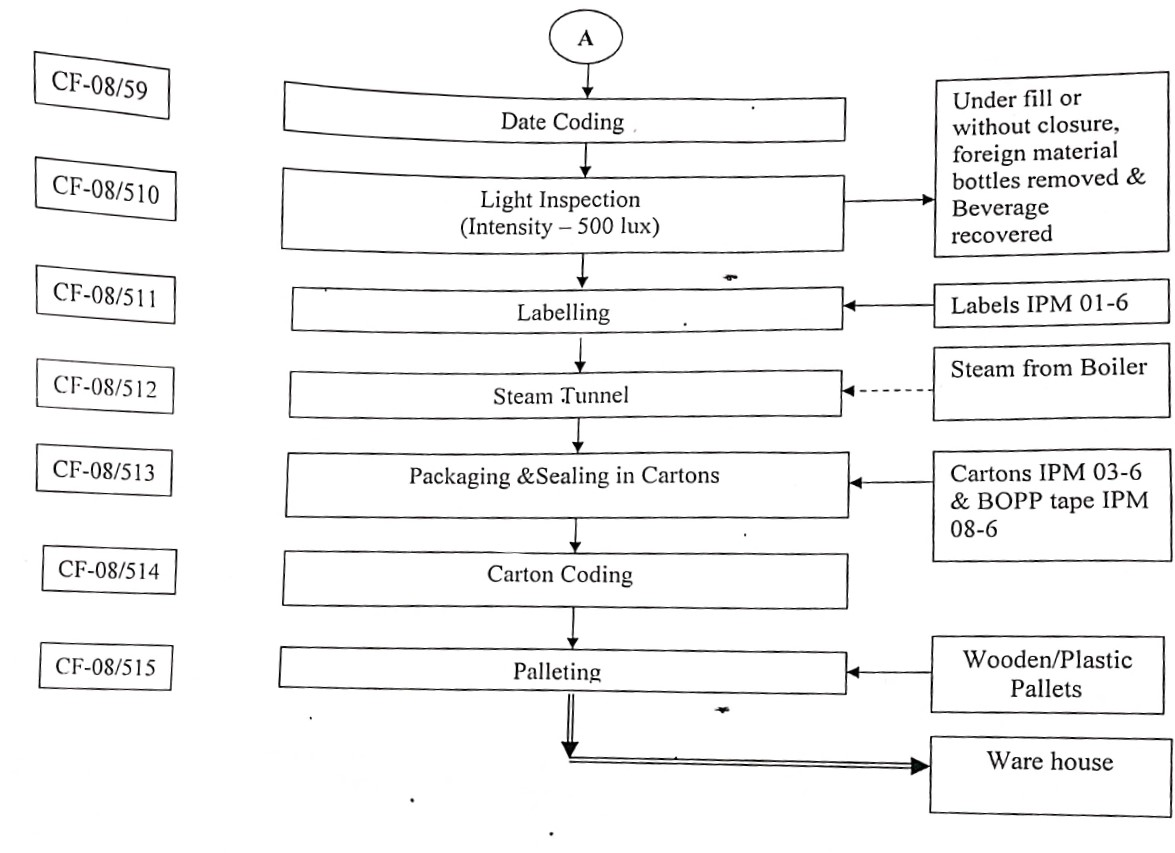 A
CF-08/59
Date Coding
Under fill or
without closure,
foreign material
bottles removed &
Beverage
recovered
CF-08/510
Light Inspection
(Intensity – 500 lux)
CF-08/511
Labelling
Labels IPM 01-6
CF-08/512
Steam Tunnel
Steam from Boiler
CF-08/513
Packaging &Sealing in Cartons
Cartons IPM 03-6
& BOPP tape IPM
08-6
CF-08/514
Carton Coding
CF-08/515
Palleting
Wooden/Plastic
Pallets
Ware house